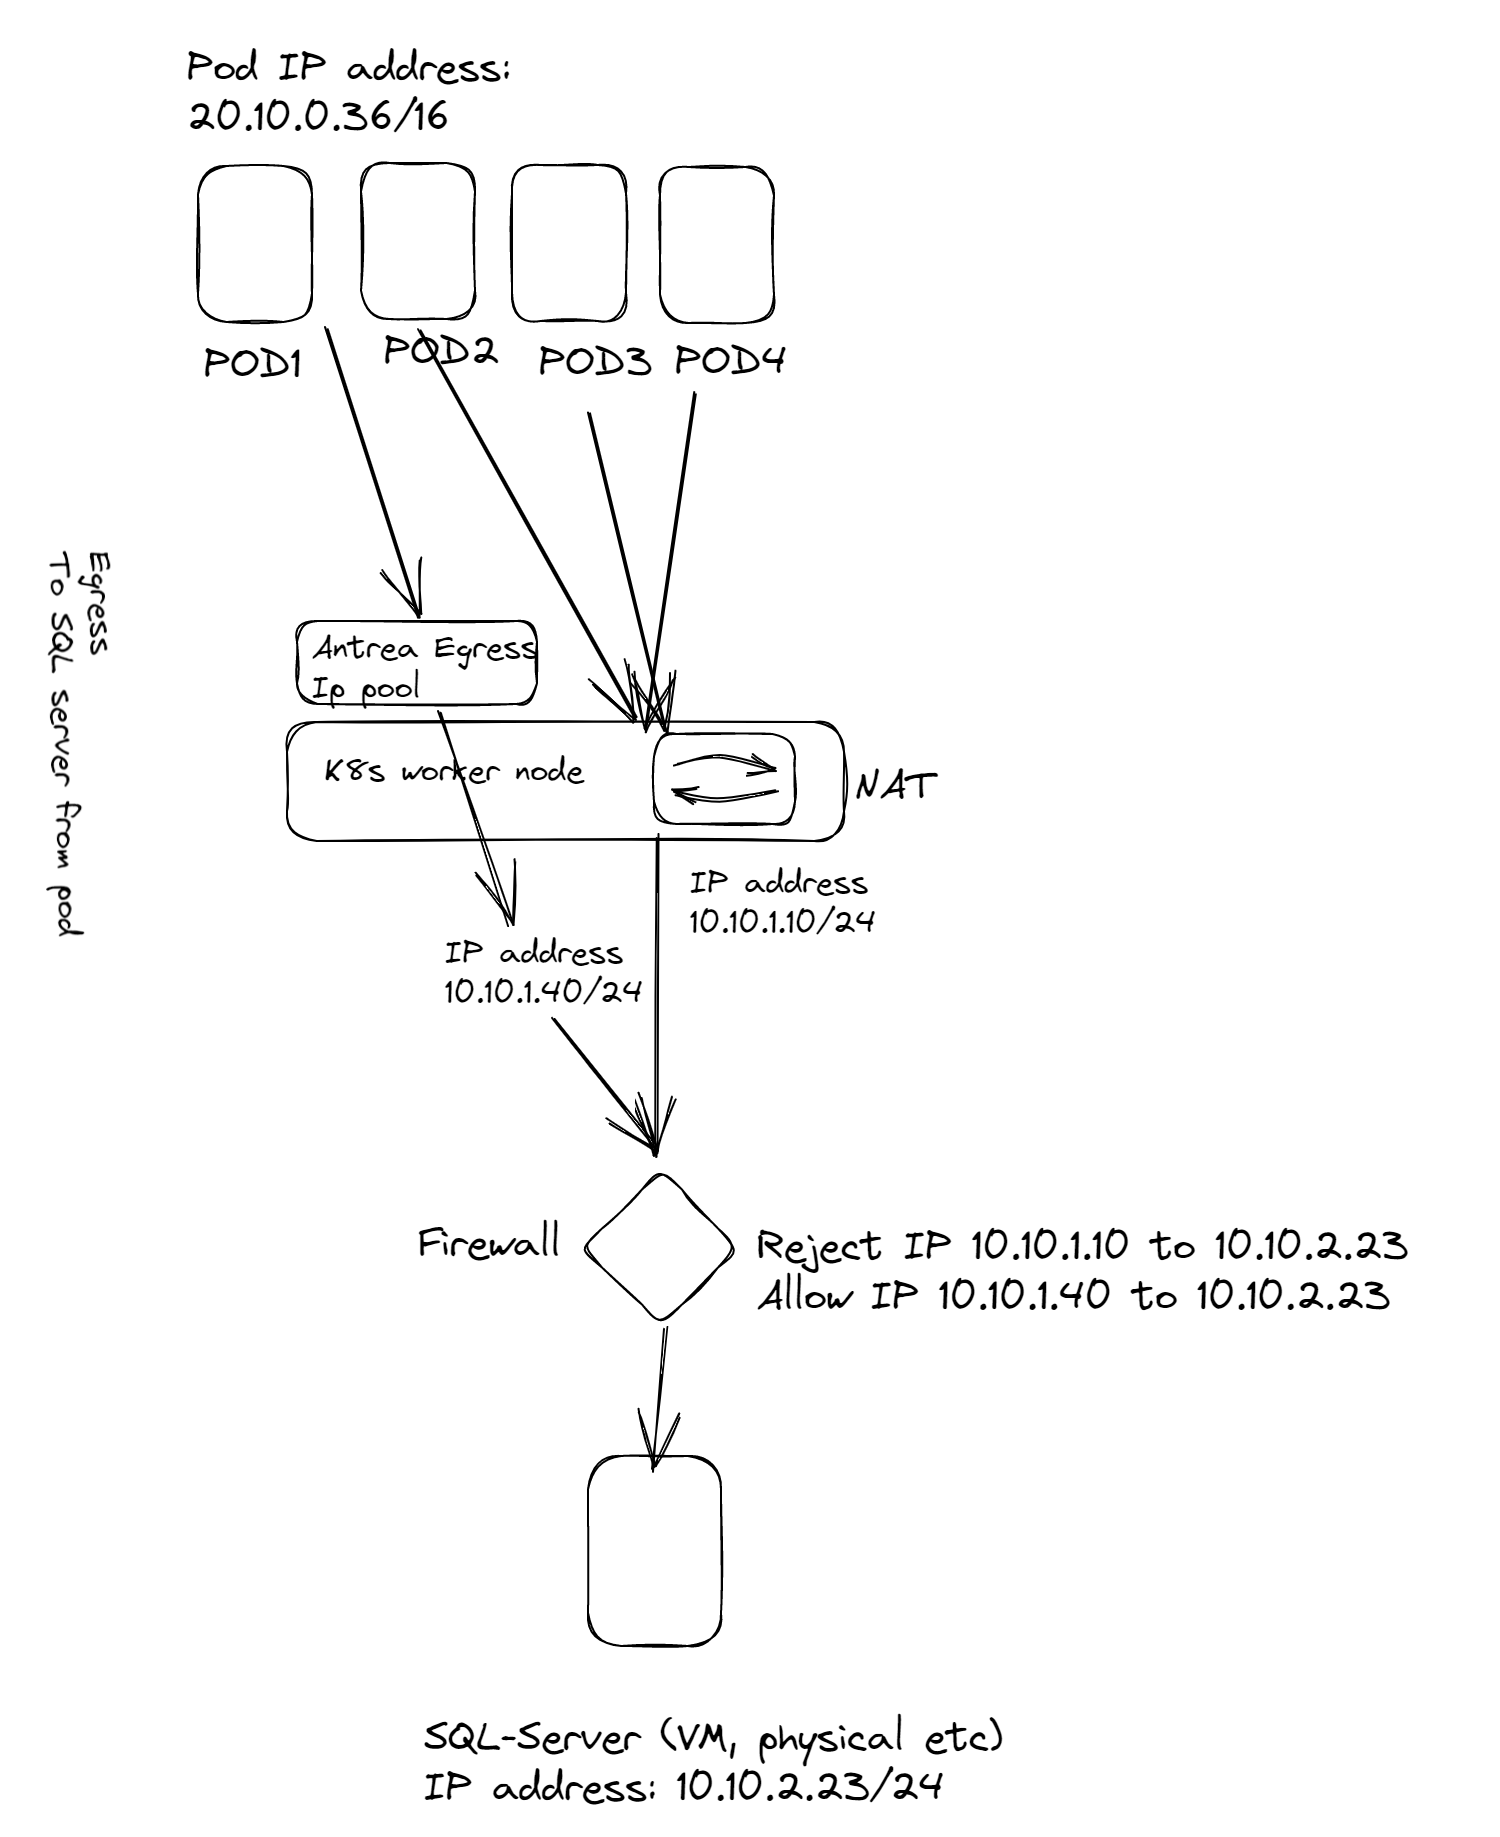 Pod IP address:
20.10.0.36/16
POD1
POD2
POD3
POD4
Egress
To SQL server from pod
Antrea Egress
Ip pool
K8s worker node
NAT
IP address
10.10.1.10/24
IP address
10.10.1.40/24
Firewall
Reject IP 10.10.1.10 to 10.10.2.23
Allow IP 10.10.1.40 to 10.10.2.23
SQL-Server (VM, physical etc)
IP address: 10.10.2.23/24